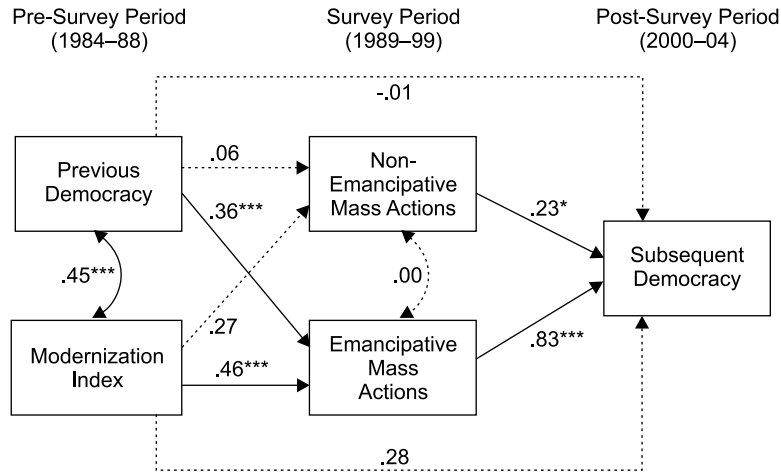 Pre-Survey Period
(1984–88)
Survey Period
(1989–99)
Post-Survey Period
(2000–04)
-.01
Previous
Democracy
.06
Non-
Emancipative
Mass Actions
.36***
.23*
.45***
.00
Subsequent
Democracy
.27
Modernization
Index
.46***
Emancipative
Mass
Actions
.83***
.28